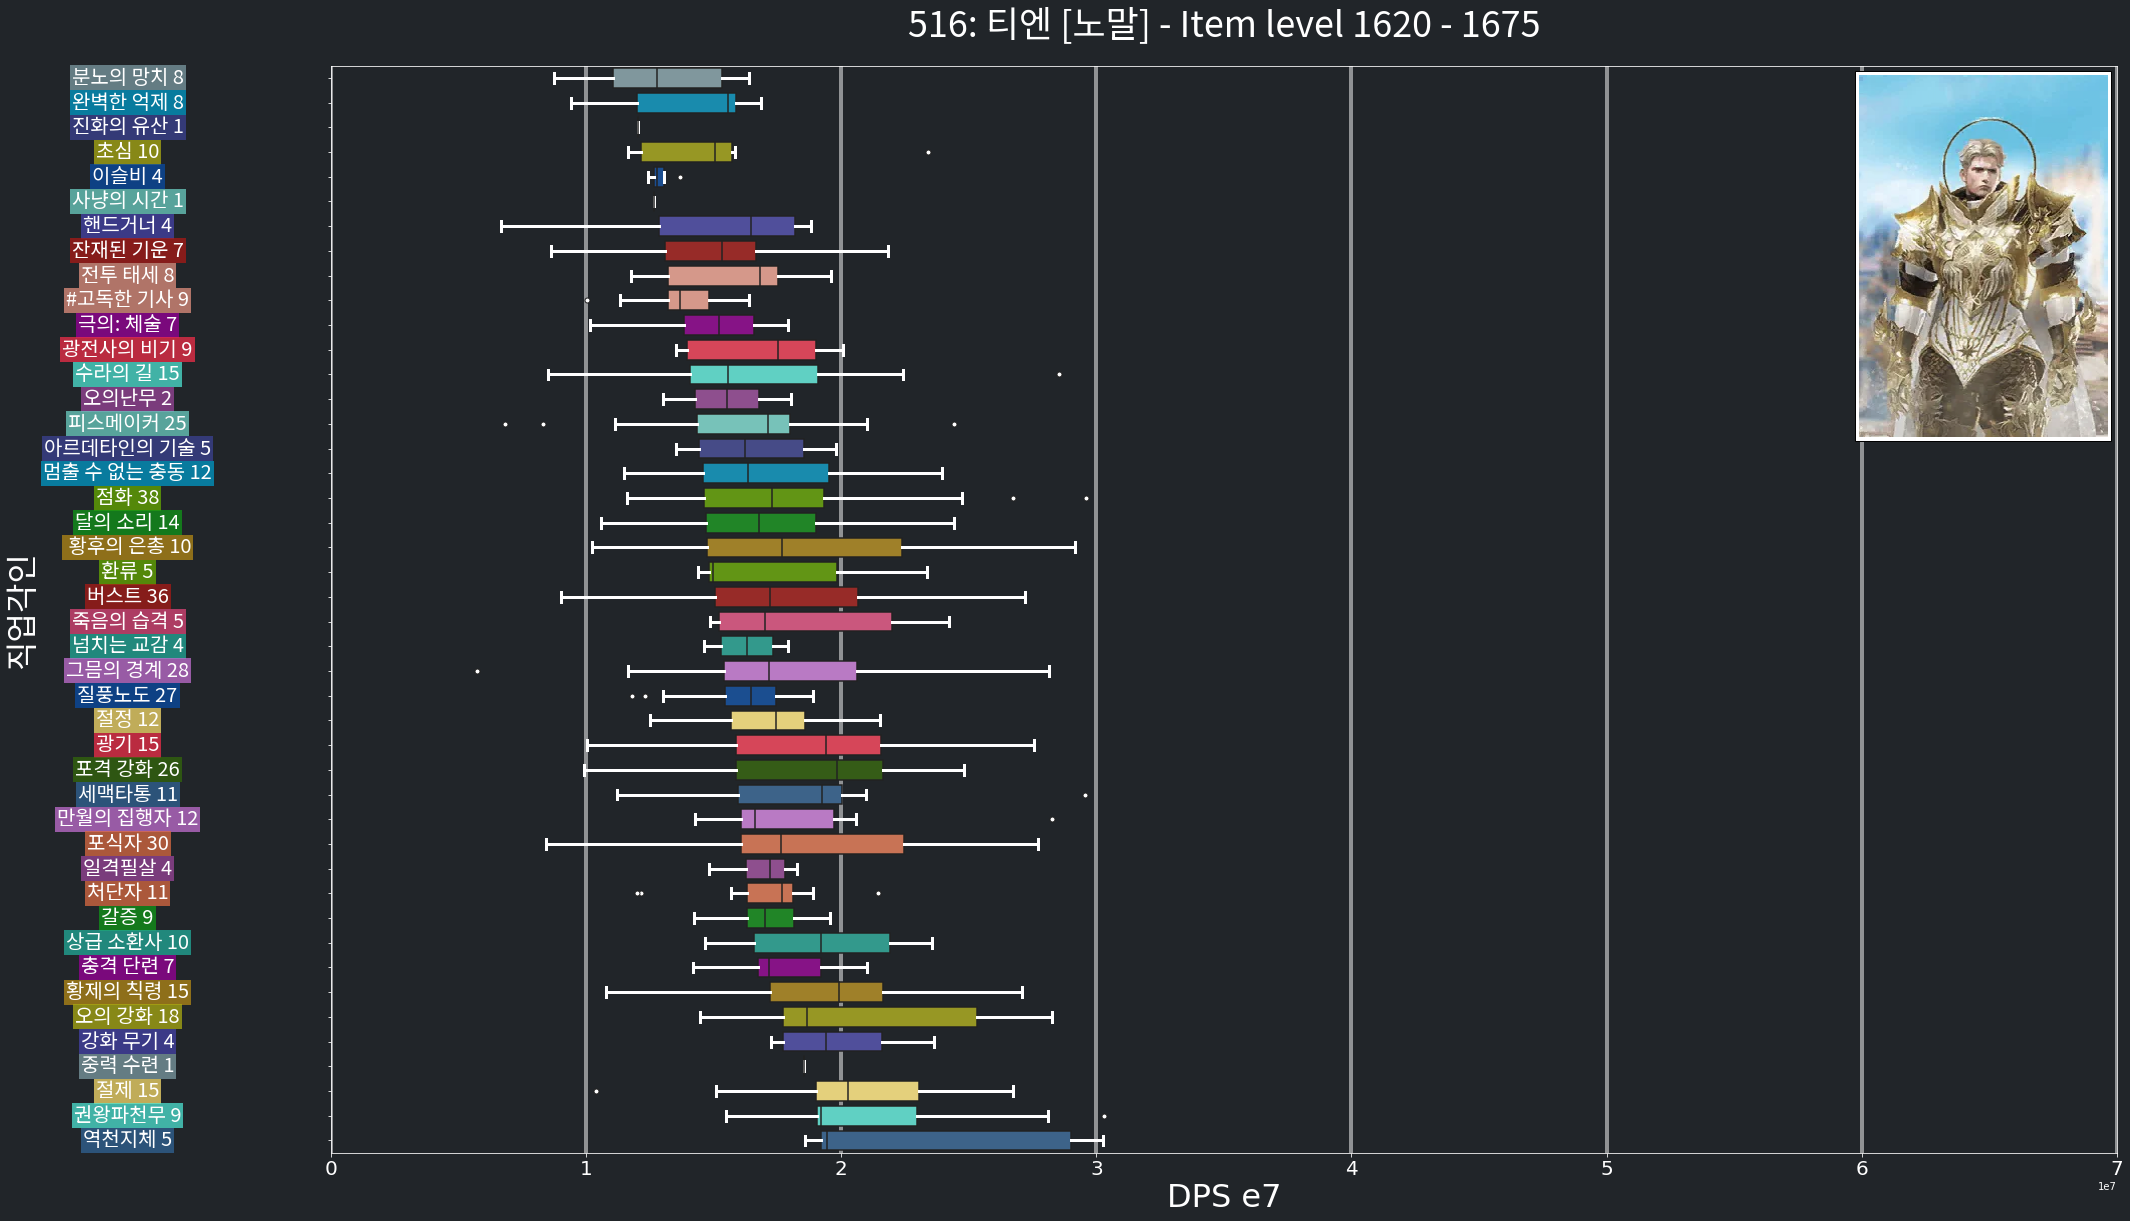 516: 티엔 [노말] - Item level 1620 - 1675
분노의 망치 8
완벽한 억제 8
진화의 유산 1
초심 10
이슬비 4
사냥의 시간 1
핸드거너 4
잔재된 기운 7
전투 태세 8
#고독한 기사 9
극의: 체술 7
광전사의 비기 9
수라의 길 15
오의난무 2
피스메이커 25
아르데타인의 기술 5
멈출 수 없는 충동 12
점화 38
달의 소리 14
황후의 은총 10
환류 5
버스트 36
죽음의 습격 5
넘치는 교감 4
그믐의 경계 28
질풍노도 27
절정 12
광기 15
포격 강화 26
세맥타통 11
만월의 집행자 12
포식자 30
일격필살 4
처단자 11
갈증 9
상급 소환사 10
충격 단련 7
황제의 칙령 15
오의 강화 18
강화 무기 4
중력 수련 1
절제 15
권왕파천무 9
역천지체 5
직업각인
0 1 2 3 4 5 6 7
1e7
DPS e7